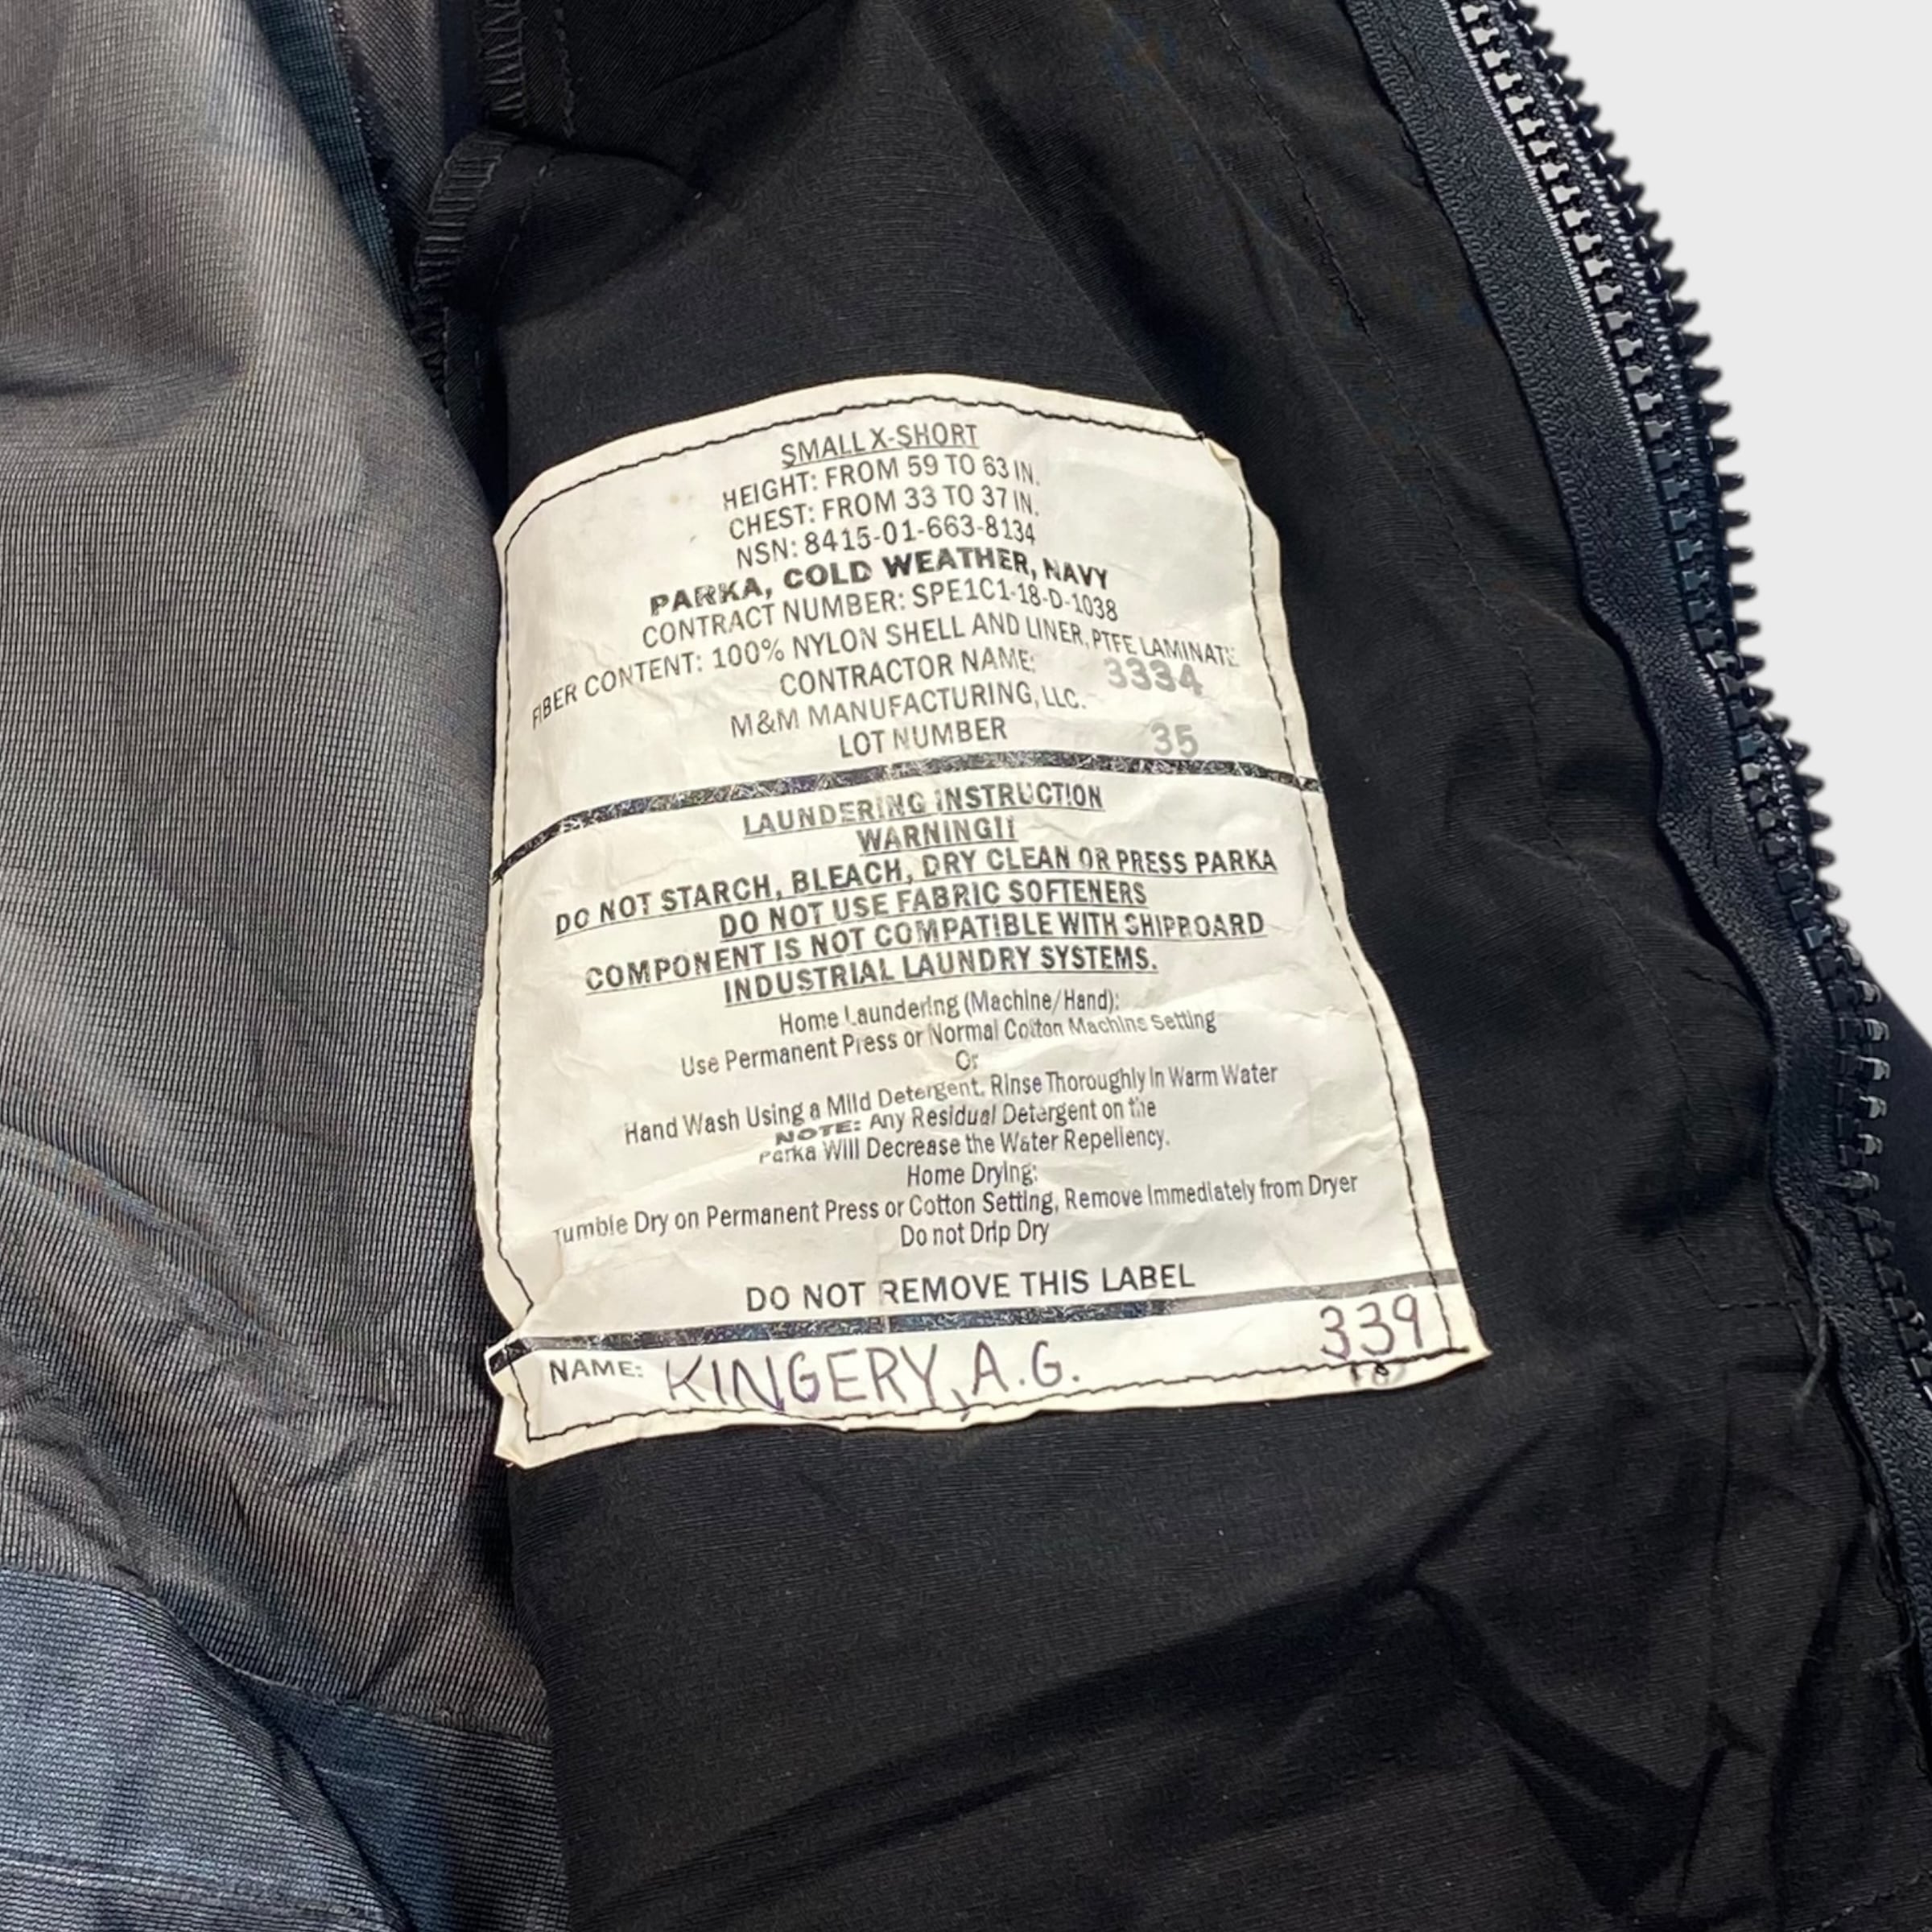 SMALL X-SHORT
HEIGHT: FROM 59 TO 63 IN.
CHEST: FROM 33 TO 37 IN.
NSN: 8415-01-663-8134
PARKA, COLD WEATHER, NAVY
CONTRACT NUMBER: SPE1C1-18-D-1038
FIBER CONTENT: 100% NYLON SHELL AND LINER, PTFE LAMINATE
CONTRACTOR NAME: 3334
M&M MANUFACTURING, LLC.
LOT NUMBER 35
LAUNDERING INSTRUCTION
WARNING!!
DO NOT STARCH, BLEACH, DRY CLEAN OR PRESS PARKA
DO NOT USE FABRIC SOFTENERS
COMPONENT IS NOT COMPATIBLE WITH SHIPBOARD
INDUSTRIAL LAUNDRY SYSTEMS.
Home Laundering (Machine/Hand):
Use Permanent Press or Normal Cotton Machine Setting
Or
Hand Wash Using a Mild Detergent. Rinse Thoroughly In Warm Water
NOTE: Any Residual Detergent on the
Parka Will Decrease the Water Repellency.
Home Drying:
Tumble Dry on Permanent Press or Cotton Setting, Remove Immediately from Dryer
Do not Drip Dry
DO NOT REMOVE THIS LABEL
NAME: KINGERY, A.G. 339